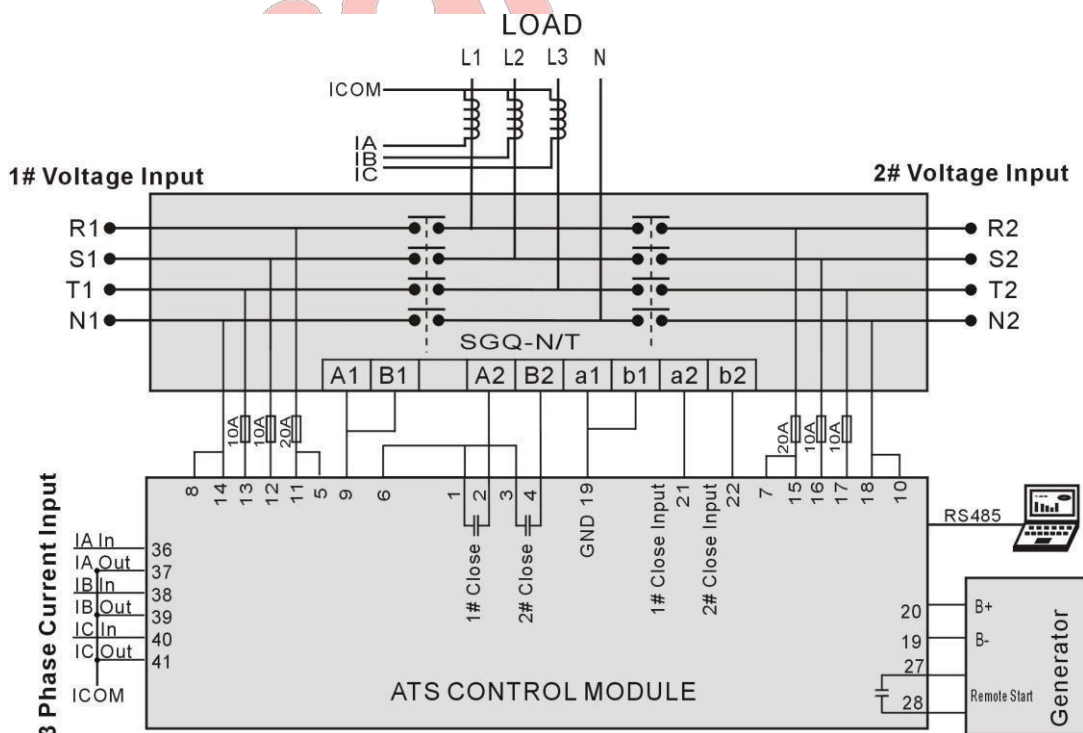 LOAD
L1 L2 L3 N
ICOM
IA
IB
IC
1# Voltage Input
2# Voltage Input
R1
R2
S1
S2
T1
T2
N1
N2
SGQ-N/T
A1 B1 A2 B2 a1 b1 a2 b2
10A 10A 20A
20A 10A 10A
8 14 13 12 11 5 9 6 1 2 3 4 GND 19 1# Close Input 21 2# Close Input 22 7 15 16 17 18 10
1# Close
2# Close
RS485
3 Phase Current Input
IA In 36
IA Out 37
IB In 38
IB Out 39
IC In 40
IC Out 41
ICOM
ATS CONTROL MODULE
20 B+
19 B-
27
28 Remote Start
Generator